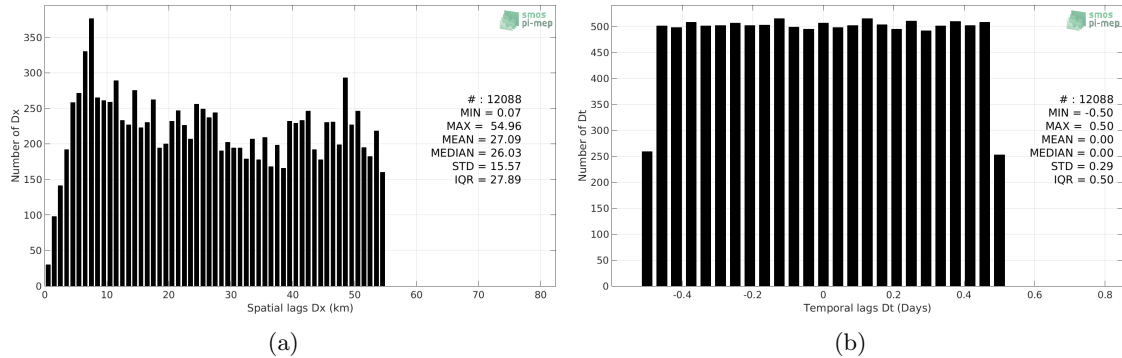 smos
pi-mep
350
300
250
200
150
100
50
0
Number of Dx
# : 12088
MIN = 0.07
MAX = 54.96
MEAN = 27.09
MEDIAN = 26.03
STD = 15.57
IQR = 27.89
0 10 20 30 40 50 60 70 80
Spatial lags Dx (km)
(a)
smos
pi-mep
500
450
400
350
300
250
200
150
100
50
0
Number of Dt
# : 12088
MIN = -0.50
MAX = 0.50
MEAN = 0.00
MEDIAN = 0.00
STD = 0.29
IQR = 0.50
-0.4 -0.2 0 0.2 0.4 0.6 0.8
Temporal lags Dt (Days)
(b)